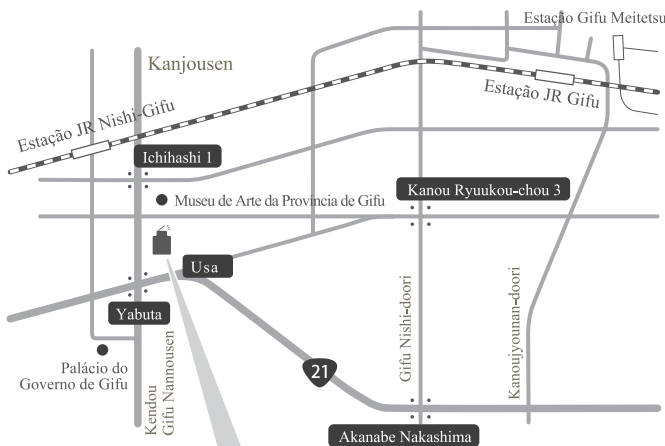 Estação Gifu Meitetsu
Kanjousen
Estação JR Gifu
Estação JR Nishi-Gifu
Ichihashi 1
Museu de Arte da Província de Gifu
Kanou Ryuukou-chou 3
Usa
Yabuta
Gifu Nishi-doori
Kanoujyounan-doori
Palácio do
Governo de Gifu
Kendou
Gifu Nannousen
21
Akanabe Nakashima